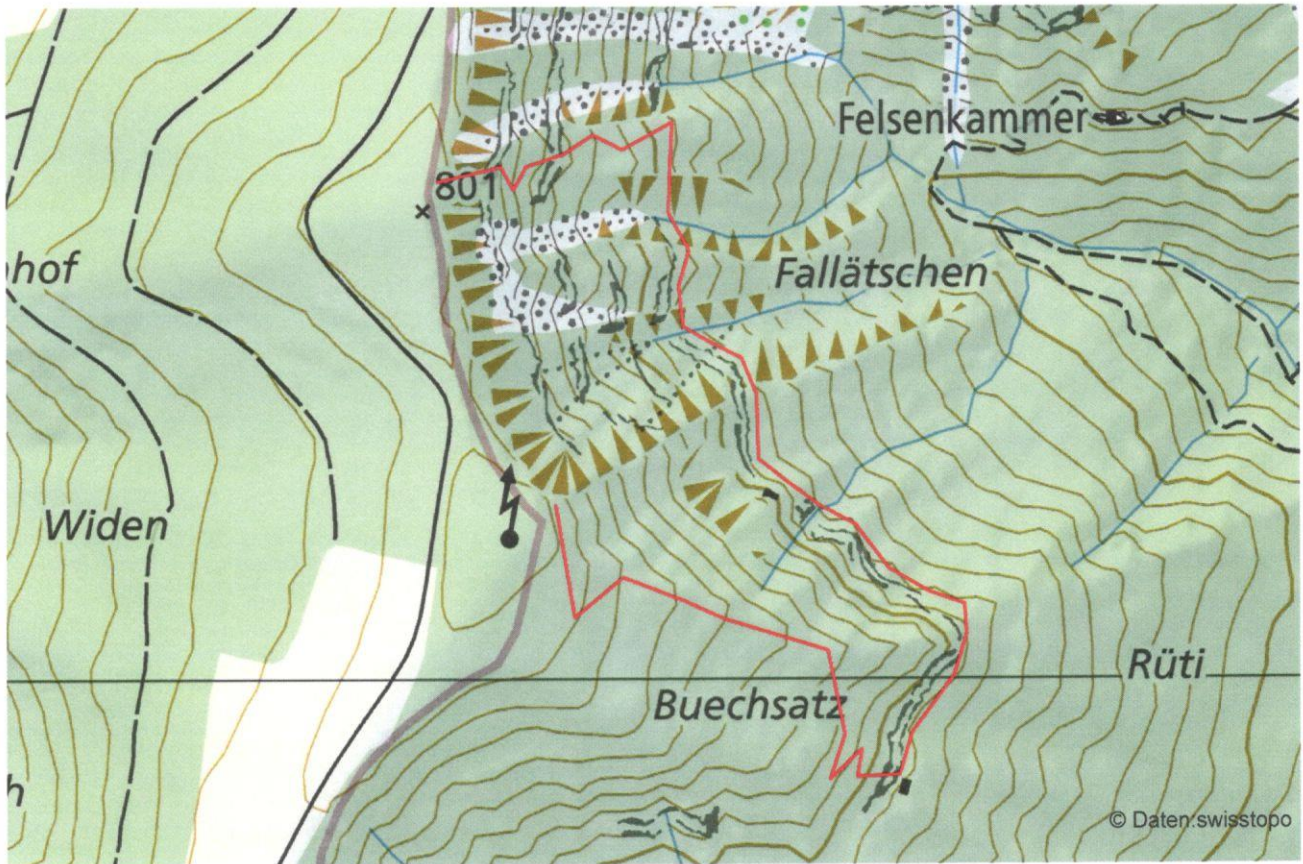 Felsenkammer
801
hof
Fallätschen
Widen
Rüti
Buechsatz
h
© Daten:swisstopo